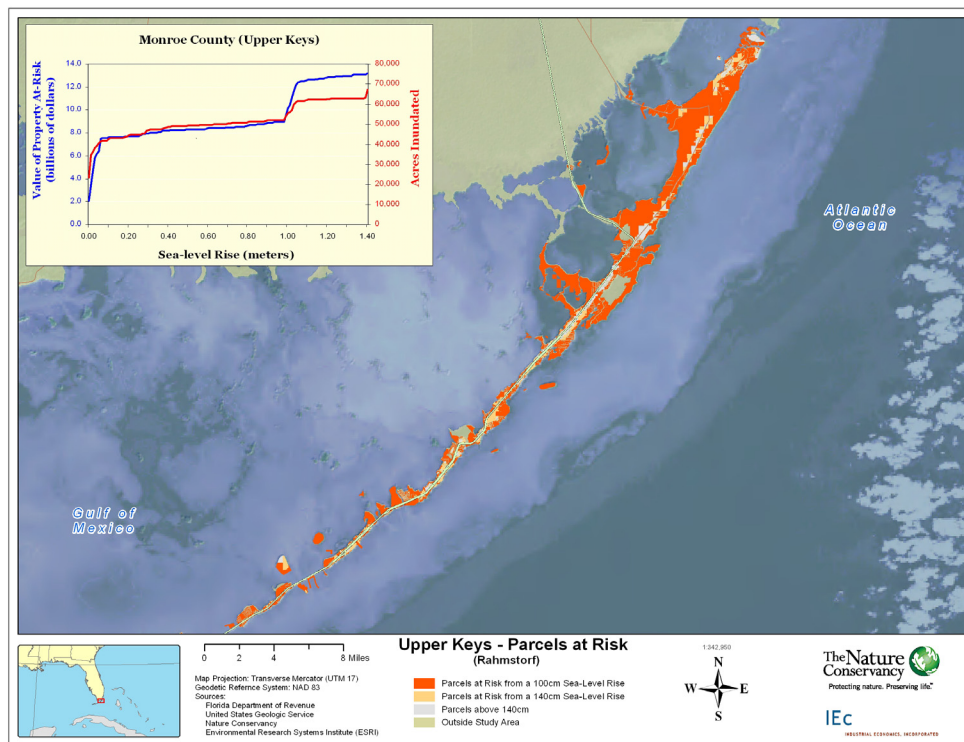 Monroe County (Upper Keys)
Value of Property At-Risk
(billions of dollars)
14.0
12.0
10.0
8.0
6.0
4.0
2.0
0.0
80,000
70,000
60,000
50,000
40,000
30,000
20,000
10,000
0
Acres Inundated
0.00 0.20 0.40 0.60 0.80 1.00 1.20 1.40
Sea-level Rise (meters)
Atlantic
Ocean
Gulf of
Mexico
0 2 4 8 Miles
Map Projection: Transverse Mercator (UTM 17)
Geodetic Refernce System: NAD 83
Sources:
Florida Department of Revenue
United States Geologic Service
Nature Conservancy
Environmental Research Systems Institute (ESRI)
Upper Keys - Parcels at Risk
(Rahmstorf)
Parcels at Risk from a 100cm Sea-Level Rise
Parcels at Risk from a 140cm Sea-Level Rise
Parcels above 140cm
Outside Study Area
1:342,950
N
W E
S
The Nature
Conservancy
Protecting nature. Preserving life.™
IEc
INDUSTRIAL ECONOMICS, INCORPORATED